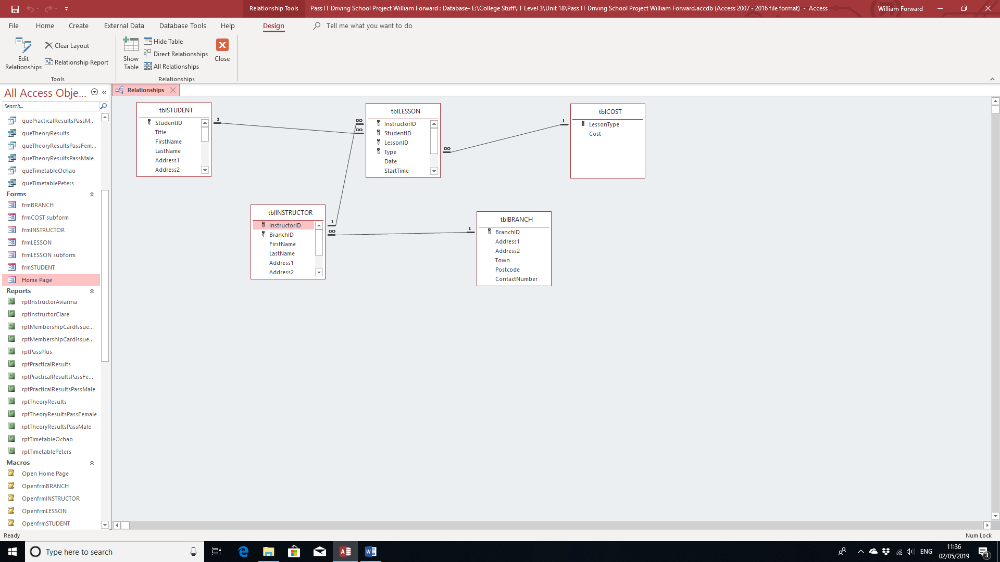 Relationship Tools
Pass IT Driving School Project William Forward : Database- E:\College Stuff\IT Level 3\Unit 18\Pass IT Driving School Project William Forward.accdb (Access 2007 - 2016 file format) - Access
William Forward
File
Home
Create
External Data
Database Tools
Help
Design
Tell me what you want to do
Edit
Relationships
Clear Layout
Relationship Report
Tools
Show
Table
Hide Table
Direct Relationships
All Relationships
Close
Relationships
All Access Obje...
Search...
quePracticalResultsPassM...
queTheoryResults
queTheoryResultsPassFem...
queTheoryResultsPassMale
queTimetableOchao
queTimetablePeters
Forms
frmBRANCH
frmCOST subform
frmINSTRUCTOR
frmLESSON
frmLESSON subform
frmSTUDENT
Home Page
Reports
rptInstructorAvianna
rptInstructorClare
rptMembershipCardIssue...
rptMembershipCardIssue...
rptPassPlus
rptPracticalResults
rptPracticalResultsPassFe...
rptPracticalResultsPassMale
rptTheoryResults
rptTheoryResultsPassFemale
rptTheoryResultsPassMale
rptTimetableOchao
rptTimetablePeters
Macros
Open Home Page
OpenfrmBRANCH
OpenfrmINSTRUCTOR
OpenfrmLESSON
OpenfrmSTUDENT
Relationships
tblSTUDENT
StudentID
Title
FirstName
LastName
Address1
Address2
1
∞
∞
tblLESSON
InstructorID
StudentID
LessonID
Type
Date
StartTime
∞
1
tblCOST
LessonType
Cost
tblINSTRUCTOR
InstructorID
BranchID
FirstName
LastName
Address1
Address2
1
∞
1
tblBRANCH
BranchID
Address1
Address2
Town
Postcode
ContactNumber
Ready
Num Lock
Type here to search
ENG
11:36
02/05/2019
3